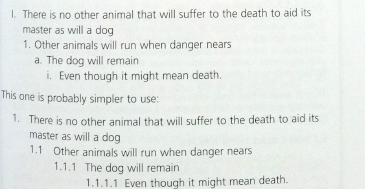 I. There is no other animal that will suffer to the death to aid its
master as will a dog
1. Other animals will run when danger nears
a. The dog will remain
i. Even though it might mean death.
This one is probably simpler to use:
1. There is no other animal that will suffer to the death to aid its
master as will a dog
1.1 Other animals will run when danger nears
1.1.1 The dog will remain
1.1.1.1 Even though it might mean death.